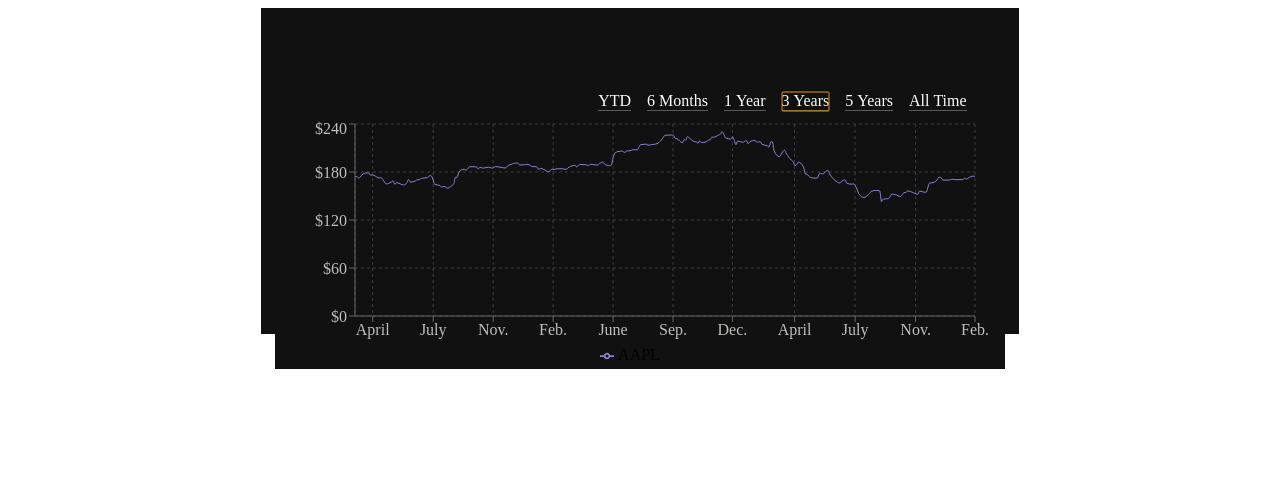 YTD 6 Months 1 Year 3 Years 5 Years All Time
$240
$180
$120
$60
$0
April July Nov. Feb. June Sep. Dec. April July Nov. Feb.
AAPL